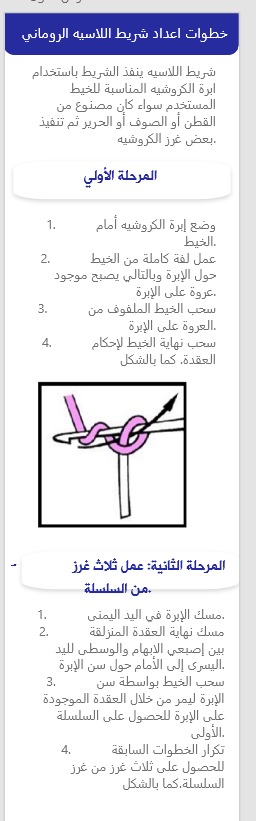 خطوات اعداد شريط اللاسيه الروماني
شريط اللاسيه ينفذ الشريط باستخدام
ابرة الكروشيه المناسبة للخيط
المستخدم سواء كان مصنوع من
القطن أو الصوف أو الحرير ثم تنفيذ
.بعض غرز الكروشيه
المرحلة الأولي
1. وضع إبرة الكروشيه أمام
.الخيط
2. عمل لفة كاملة من الخيط
حول الإبرة وبالتالي يصبح موجود
.عروة على الإبرة
3. سحب الخيط الملفوف من
.العروة على الإبرة
4. سحب نهاية الخيط لإحكام
العقدة. كما بالشكل
المرحلة الثانية: عمل ثلاث غرز -
.من السلسلة
1. .مسك الإبرة في اليد اليمنى
2. مسك نهاية العقدة المنزلقة
بين إصبعي الابهام والوسطى لليد
.اليسرى إلى الأمام حول سن الإبرة
3. سحب الخيط بواسطة سن
الإبرة ليمر من خلال العقدة الموجودة
على الإبرة للحصول على السلسلة
.الأولى
4. تكرار الخطوات السابقة
للحصول على ثلاث غرز من غرز
السلسلة.كما بالشكل